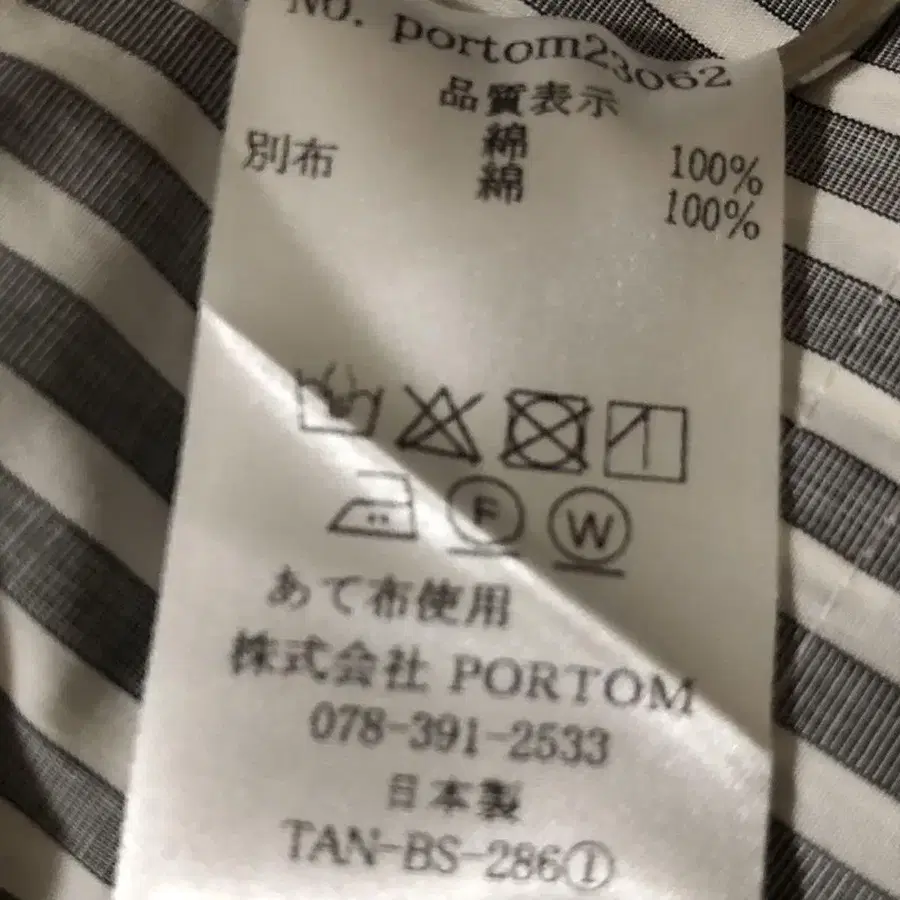 No. portom23062
品質表示
綿 100%
別布 綿 100%
F W
あて布使用
株式会社 PORTOM
078-391-2533
日本製
TAN-BS-286①